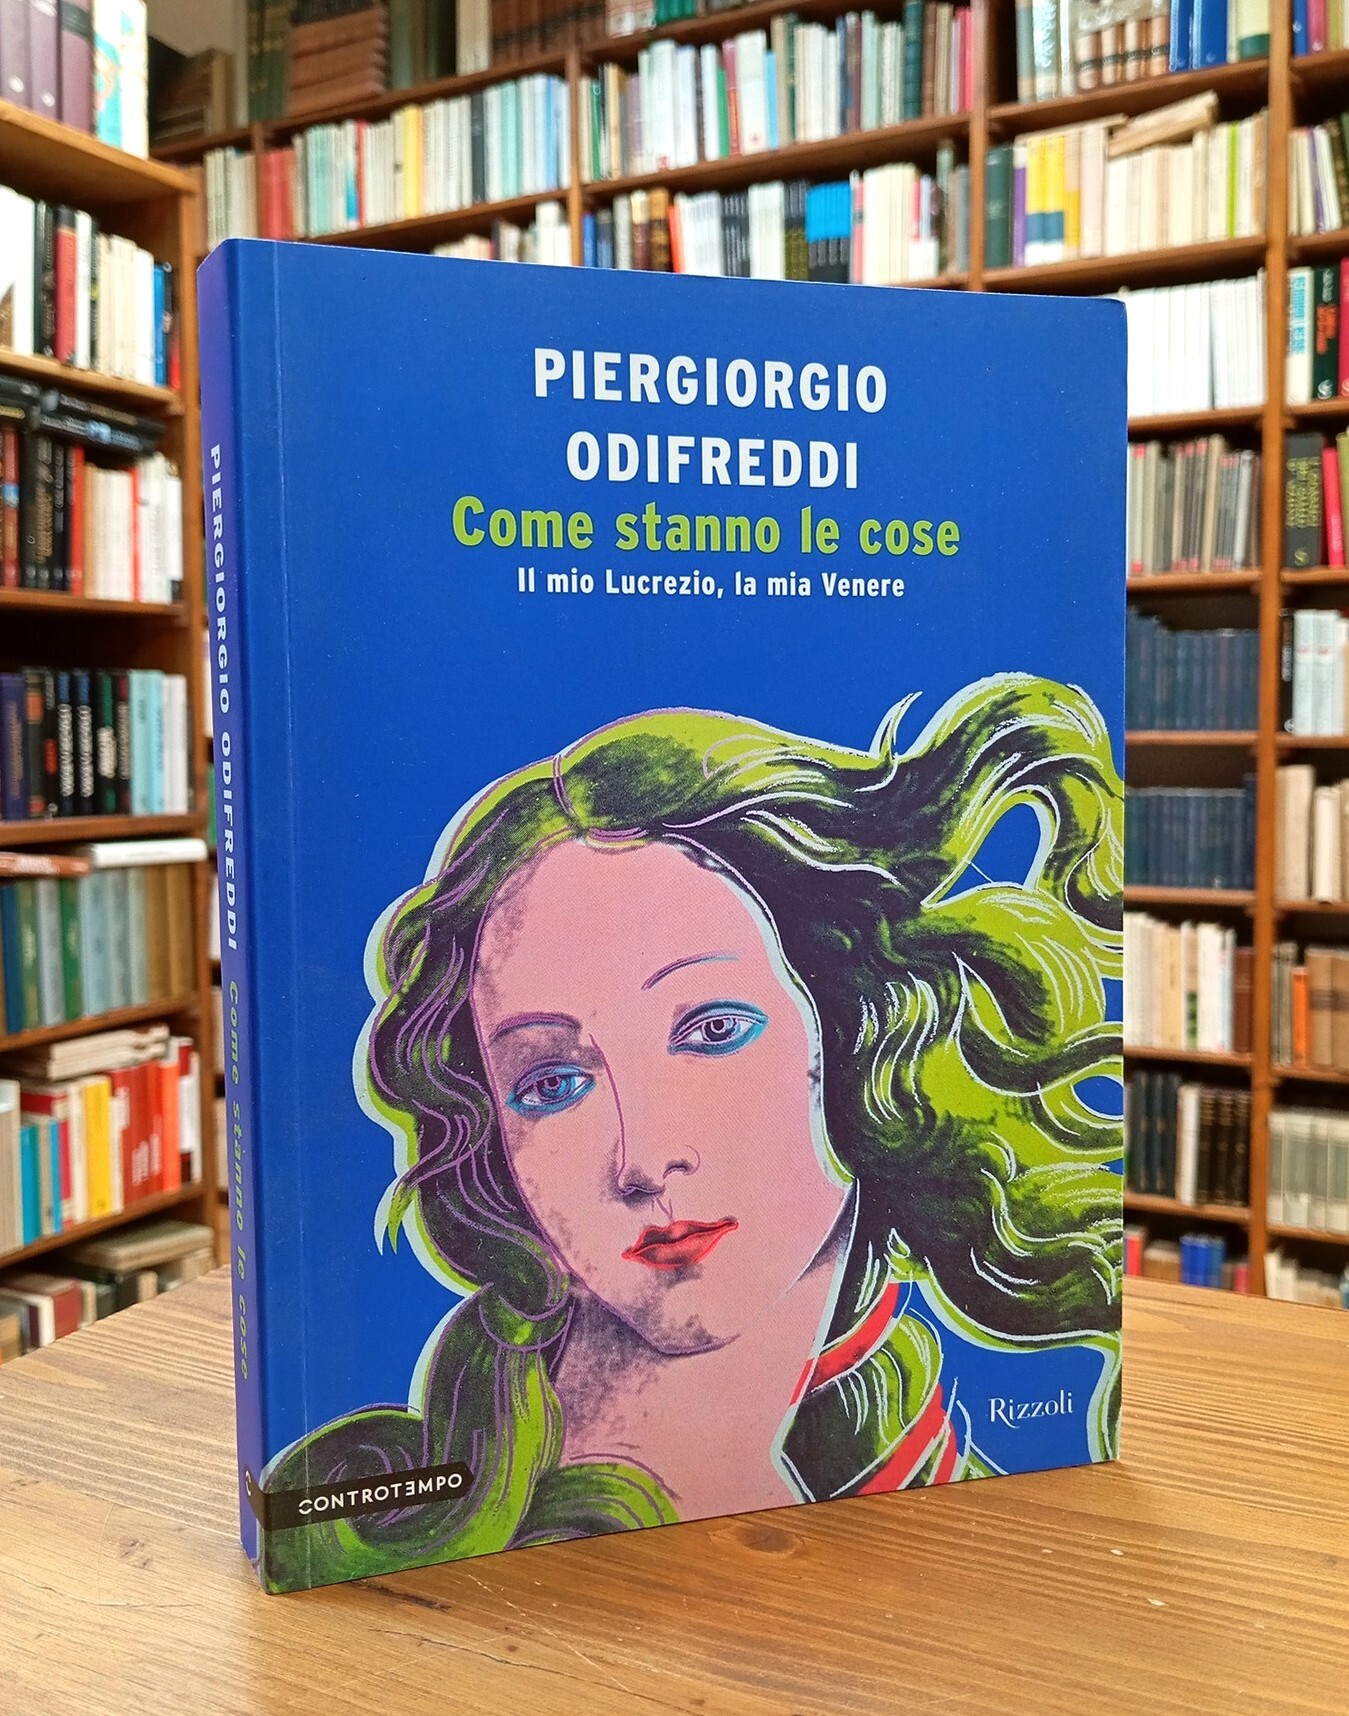 PIERGIORGIO
ODIFREDDI
Come stanno le cose
Il mio Lucrezio, la mia Venere
Rizzoli
CONTROTEMPO
PIERGIORGIO ODIFREDDI Come stanno le cose